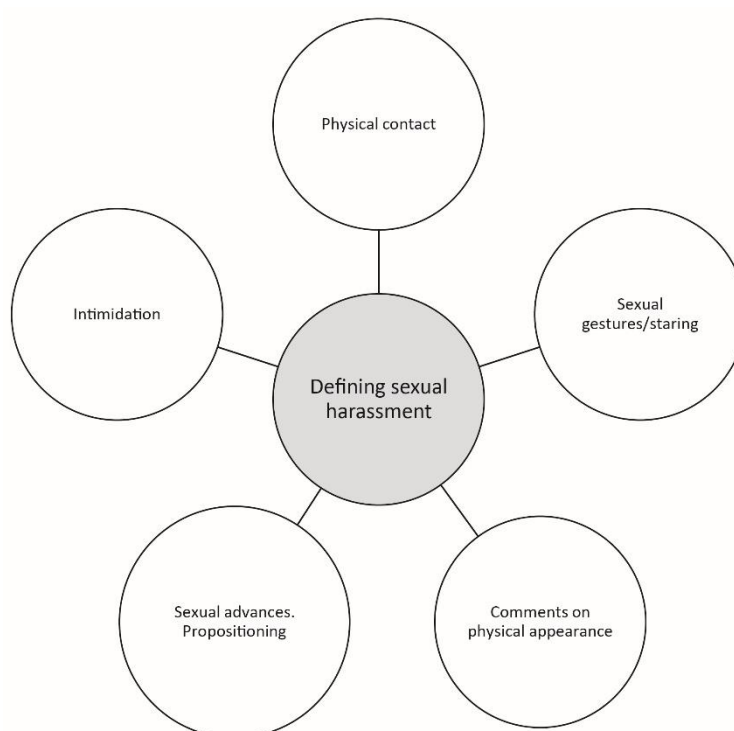 Physical contact
Intimidation
Sexual
gestures/staring
Defining sexual
harassment
Sexual advances.
Propositioning
Comments on
physical appearance